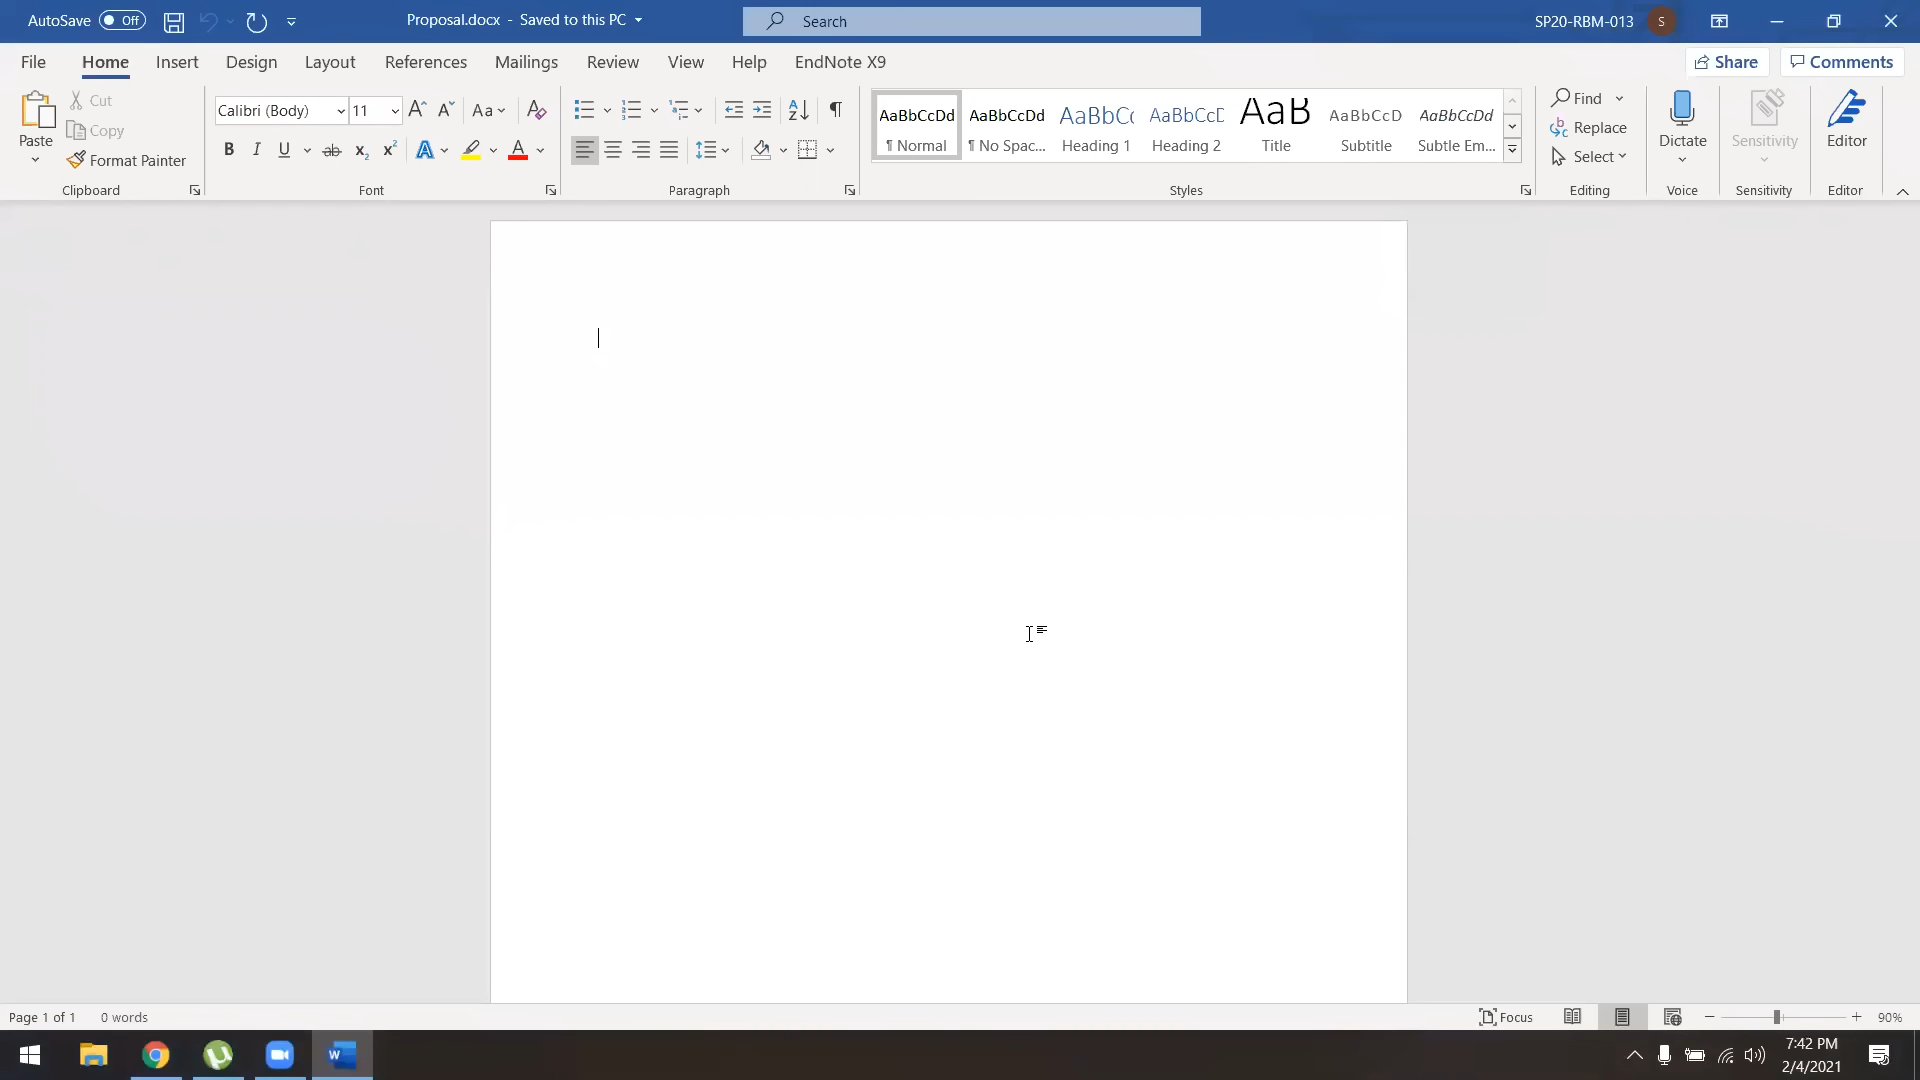 AutoSave Off Proposal.docx - Saved to this PC Search SP20-RBM-013 S
File Home Insert Design Layout References Mailings Review View Help EndNote X9 Share Comments
Paste
Cut
Copy
Format Painter
Clipboard
Calibri (Body) 11 Aa
B I U ab x₂ x² A A
Font
Paragraph
AaBbCcDd AaBbCcDd AaBbCc AaBbCcD AaB AaBbCcD AaBbCcDd
¶ Normal ¶ No Spac... Heading 1 Heading 2 Title Subtitle Subtle Em...
Styles
Find
Replace
Select
Editing
Dictate
Voice
Sensitivity
Sensitivity
Editor
Editor
Page 1 of 1 0 words Focus 90%
7:42 PM
2/4/2021